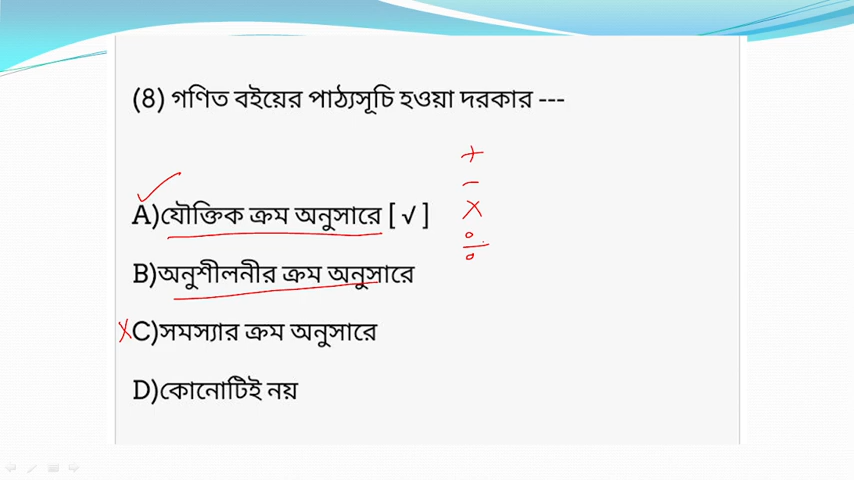 (8) গণিত বইয়ের পাঠ্যসূচি হওয়া দরকার ---
+
-
A)যৌক্তিক ক্রম অনুসারে [ √ ]
×
÷
B)অনুশীলনীর ক্রম অনুসারে
X C)সমস্যার ক্রম অনুসারে
D)কোনোটিই নয়